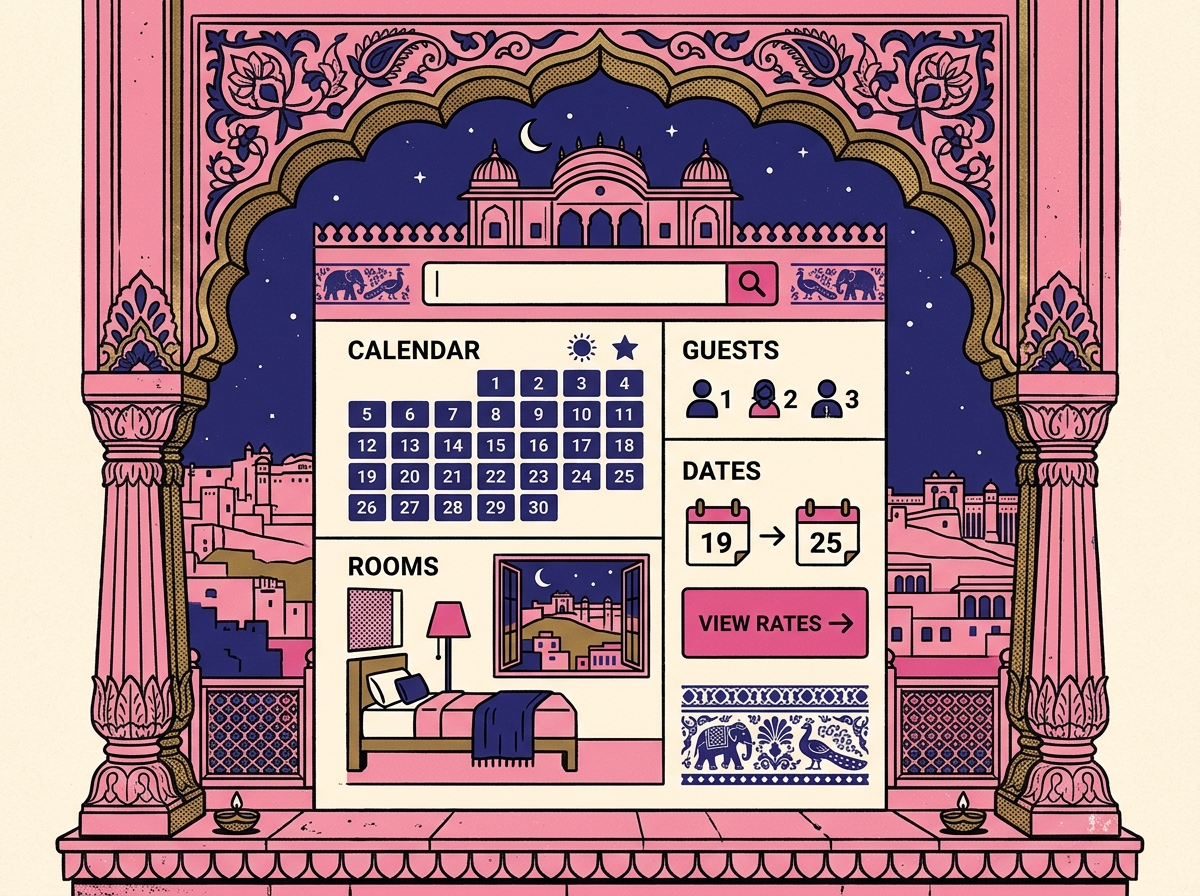 CALENDAR
1 2 3 4
5 6 7 8 9 10 11
12 13 14 15 16 17 18
19 20 21 22 23 24 25
26 27 28 29 30
ROOMS
GUESTS
1 2 3
DATES
19 → 25
VIEW RATES →